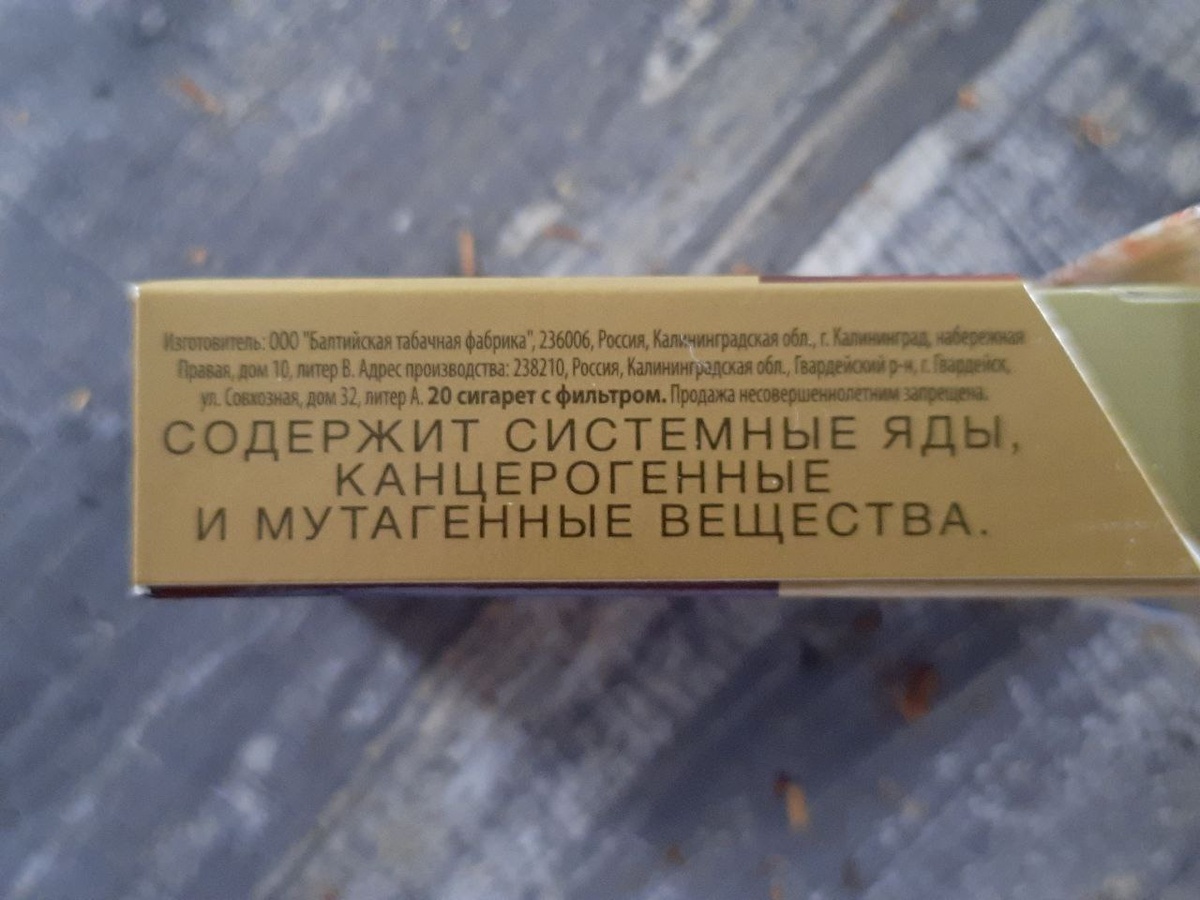 Изготовитель: ООО "Балтийская табачная фабрика", 236006, Россия, Калининградская обл., г. Калининград, набережная
Правая, дом 10, литер В. Адрес производства: 238210, Россия, Калининградская обл., Гвардейский р-н, г. Гвардейск,
ул. Совхозная, дом 32, литер А. 20 сигарет с фильтром. Продажа несовершеннолетним запрещена.
СОДЕРЖИТ СИСТЕМНЫЕ ЯДЫ,
КАНЦЕРОГЕННЫЕ
И МУТАГЕННЫЕ ВЕЩЕСТВА.